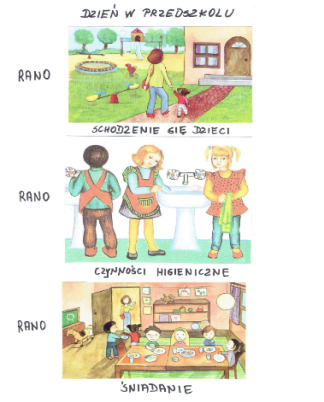 DZIEŃ W PRZEDSZKOLU
RANO
SCHODZENIE SIĘ DZIECI
RANO
CZYNNOŚCI HIGIENICZNE
RANO
ŚNIADANIE